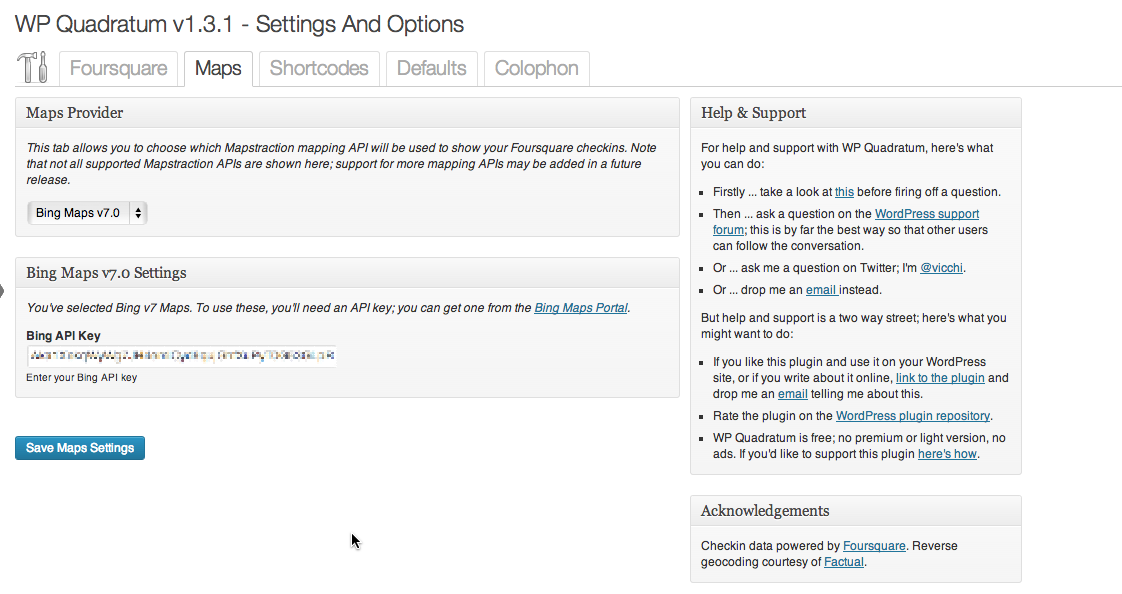 WP Quadratum v1.3.1 - Settings And Options
Foursquare Maps Shortcodes Defaults Colophon
Maps Provider
This tab allows you to choose which Mapstraction mapping API will be used to show your Foursquare checkins. Note
that not all supported Mapstraction APIs are shown here; support for more mapping APIs may be added in a future
release.
Bing Maps v7.0
Bing Maps v7.0 Settings
You've selected Bing v7 Maps. To use these, you'll need an API key; you can get one from the Bing Maps Portal.
Bing API Key
Enter your Bing API key
Save Maps Settings
Help & Support
For help and support with WP Quadratum, here's what
you can do:
Firstly ... take a look at this before firing off a question.
Then ... ask a question on the WordPress support
forum; this is by far the best way so that other users
can follow the conversation.
Or ... ask me a question on Twitter; I'm @vicchi.
Or ... drop me an email instead.
But help and support is a two way street; here's what you
might want to do:
If you like this plugin and use it on your WordPress
site, or if you write about it online, link to the plugin and
drop me an email telling me about this.
Rate the plugin on the WordPress plugin repository.
WP Quadratum is free; no premium or light version, no
ads. If you'd like to support this plugin here's how.
Acknowledgements
Checkin data powered by Foursquare. Reverse
geocoding courtesy of Factual.